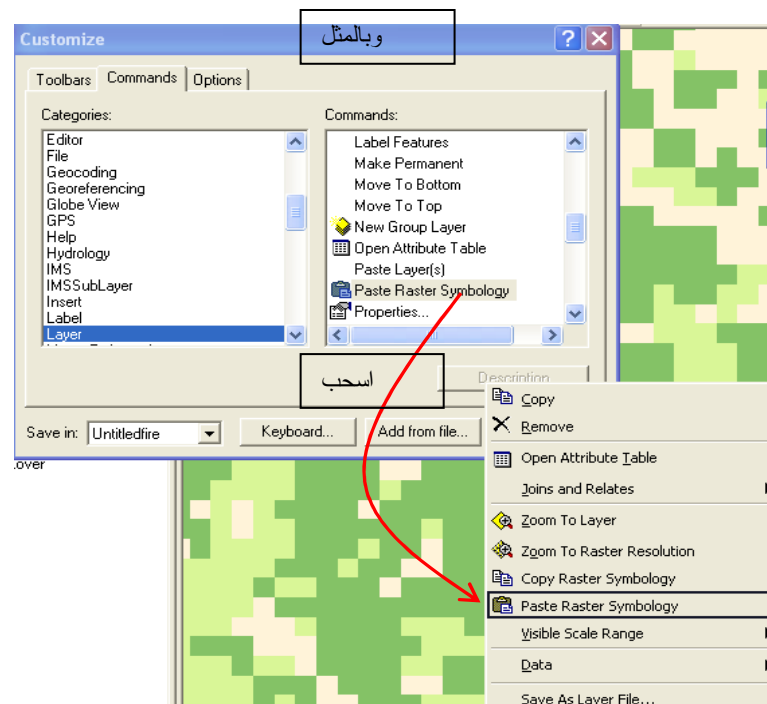 وبالمثل
Customize
Toolbars Commands Options
Categories:
Editor
File
Geocoding
Georeferencing
Globe View
GPS
Help
Hydrology
IMS
IMSSubLayer
Insert
Label
Layer
Commands:
Label Features
Make Permanent
Move To Bottom
Move To Top
New Group Layer
Open Attribute Table
Paste Layer(s)
Paste Raster Symbology
Properties...
اسحب
Description
Save in: Untitledfire Keyboard... Add from file...
Copy
Remove
Open Attribute Table
Joins and Relates
Zoom To Layer
Zoom To Raster Resolution
Copy Raster Symbology
Paste Raster Symbology
Visible Scale Range
Data
Save As Layer File...